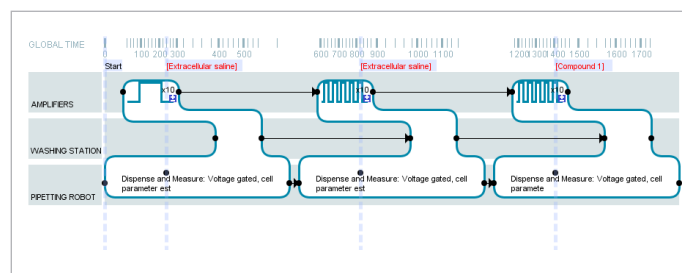 GLOBAL TIME
0 100 200 300 400 500 600 700 800 900 1000 1100 1200 1300 1400 1500 1600 1700
Start [Extracellular saline] [Extracellular saline] [Compound 1]
x10 x10 x10
AMPLIFIERS
WASHING STATION
Dispense and Measure: Voltage gated, cell Dispense and Measure: Voltage gated, cell Dispense and Measure: Voltage gated, cell
parameter est parameter est paramete
PIPETTING ROBOT